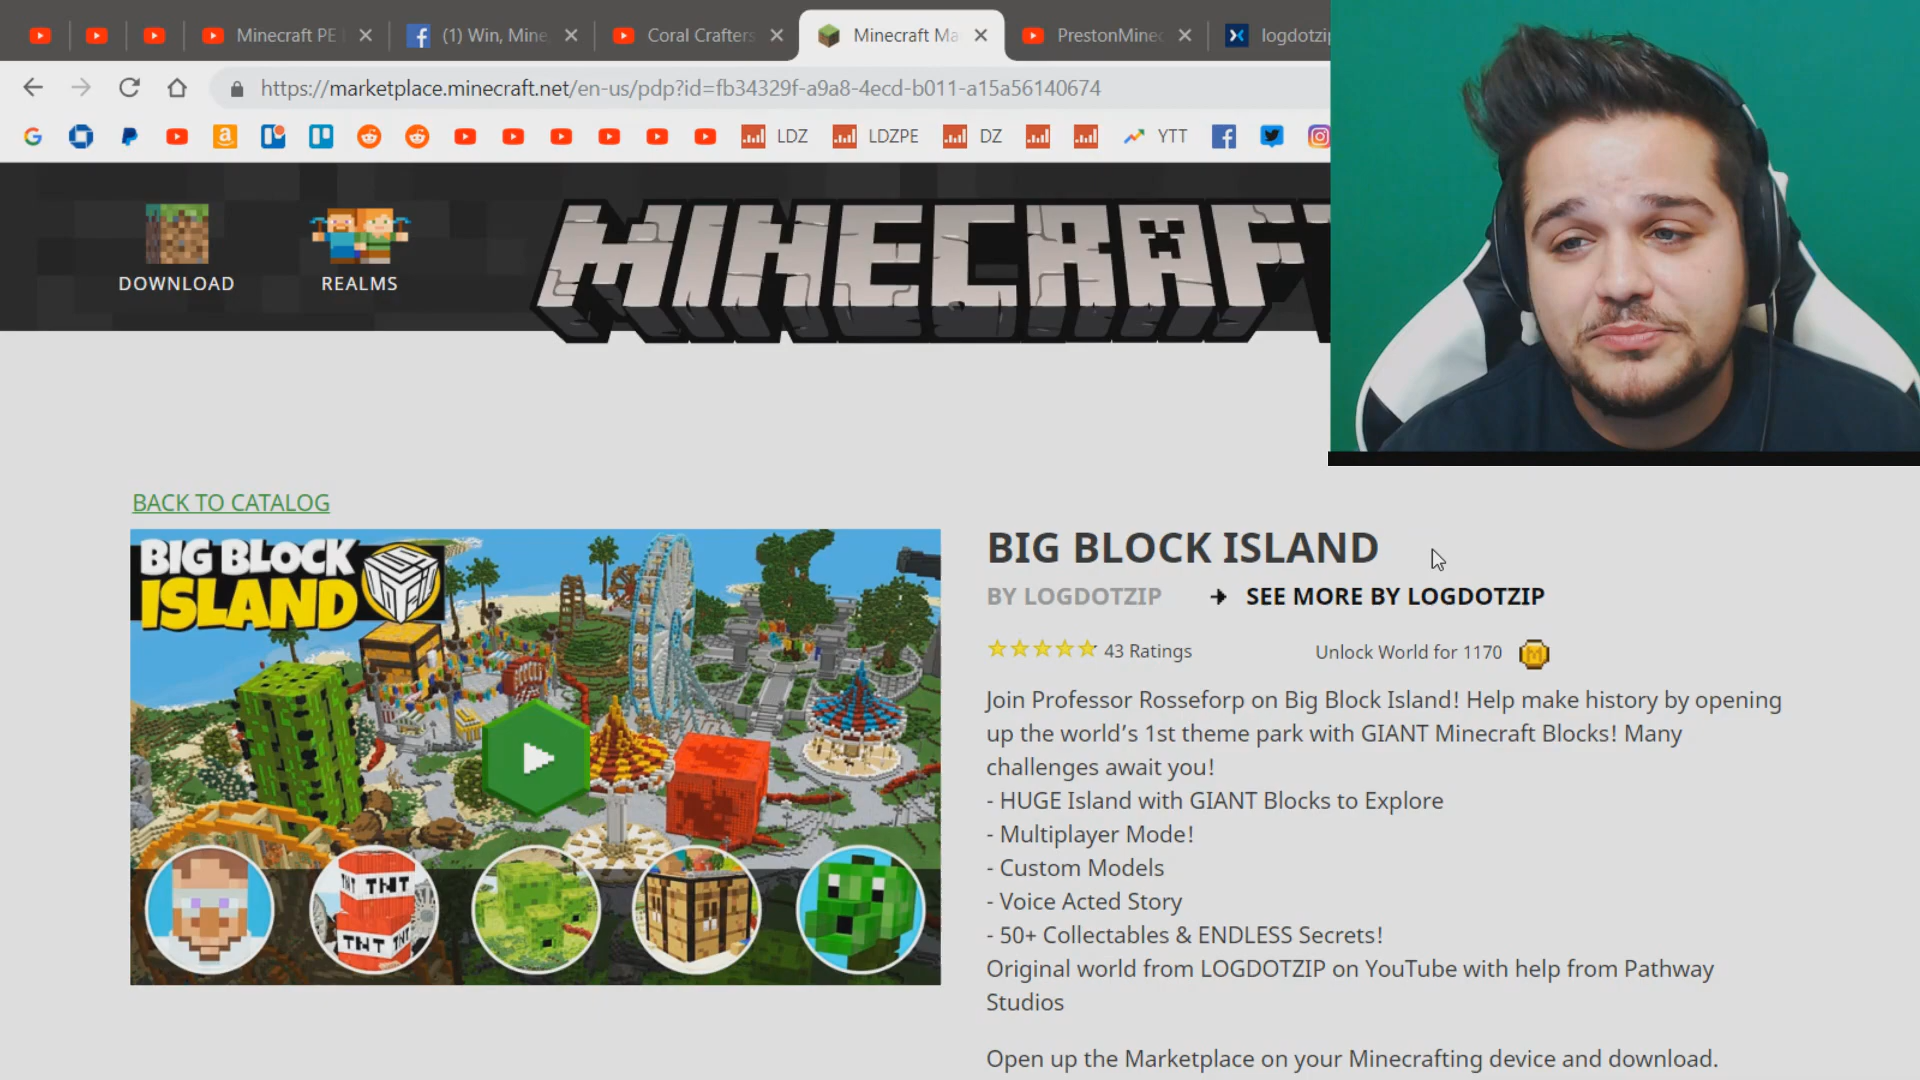 Minecraft PE
(1) Win, Mine
Coral Crafters
Minecraft Ma
PrestonMinec
logdotzip
https://marketplace.minecraft.net/en-us/pdp?id=fb34329f-a9a8-4ecd-b011-a15a56140674
LDZ
LDZPE
DZ
YTT
DOWNLOAD
REALMS
MINECRAF
BACK TO CATALOG
BIG BLOCK
ISLAND
TNT TNT
TNT TNT
BIG BLOCK ISLAND
BY LOGDOTZIP
SEE MORE BY LOGDOTZIP
43 Ratings
Unlock World for 1170
Join Professor Rosseforp on Big Block Island! Help make history by opening
up the world’s 1st theme park with GIANT Minecraft Blocks! Many
challenges await you!
- HUGE Island with GIANT Blocks to Explore
- Multiplayer Mode!
- Custom Models
- Voice Acted Story
- 50+ Collectables & ENDLESS Secrets!
Original world from LOGDOTZIP on YouTube with help from Pathway
Studios
Open up the Marketplace on your Minecrafting device and download.